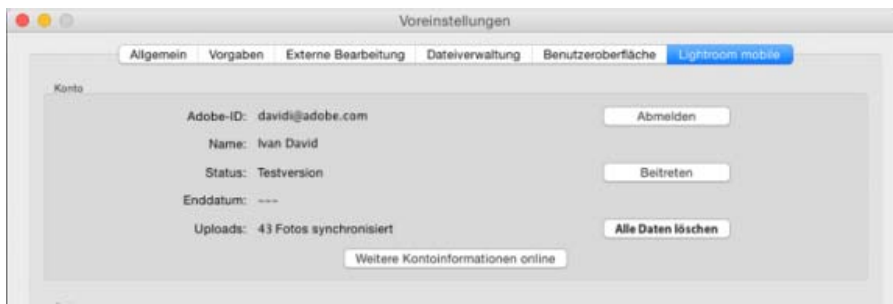 Voreinstellungen
Allgemein Vorgaben Externe Bearbeitung Dateiverwaltung Benutzeroberfläche Lightroom mobile
Konto
Adobe-ID: davidi@adobe.com Abmelden
Name: Ivan David
Status: Testversion Beitreten
Enddatum: ---
Uploads: 43 Fotos synchronisiert Alle Daten löschen
Weitere Kontoinformationen online